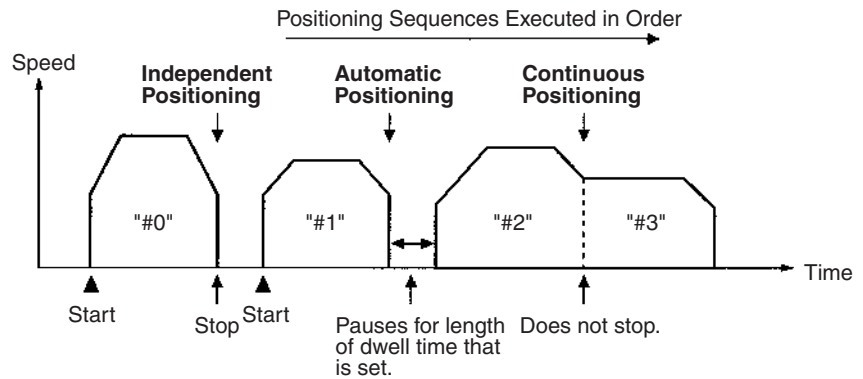 Positioning Sequences Executed in Order
Speed
Independent
Positioning
Automatic
Positioning
Continuous
Positioning
"#0"
"#1"
"#2"
"#3"
Time
Start
Stop
Start
Pauses for length
of dwell time that
is set.
Does not stop.